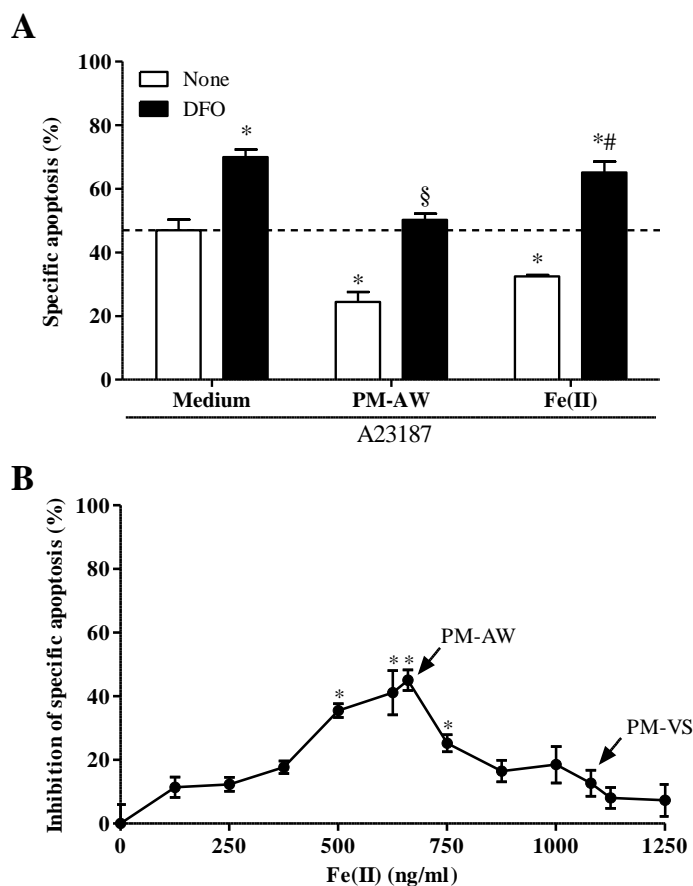 A
None
DFO
Specific apoptosis (%)
100
80
60
40
20
0
*
*
§
*
*#
Medium PM-AW Fe(II)
A23187
B
Inhibition of specific apoptosis (%)
100
80
60
40
20
0
*
* *
*
PM-AW
PM-VS
0 250 500 750 1000 1250
Fe(II) (ng/ml)